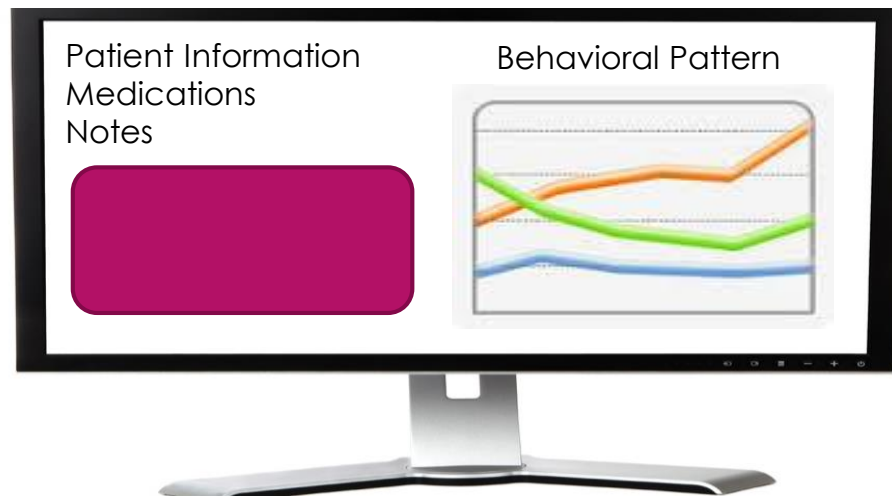 Patient Information
Medications
Notes
Behavioral Pattern